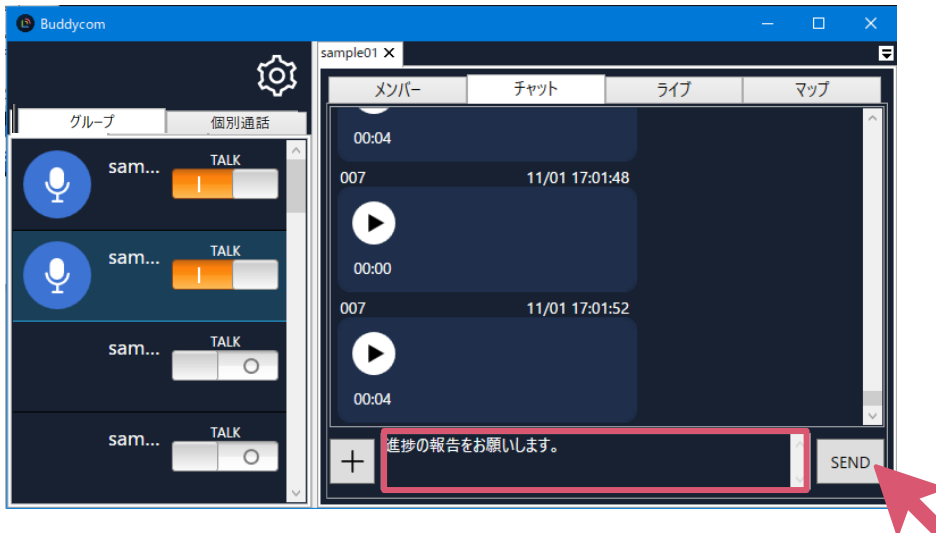 Buddycom
sample01
メンバー
チャット
ライブ
マップ
グループ
個別通話
sam...
TALK
sam...
TALK
sam...
TALK
sam...
TALK
00:04
007
11/01 17:01:48
00:00
007
11/01 17:01:52
00:04
進捗の報告をお願いします。
SEND